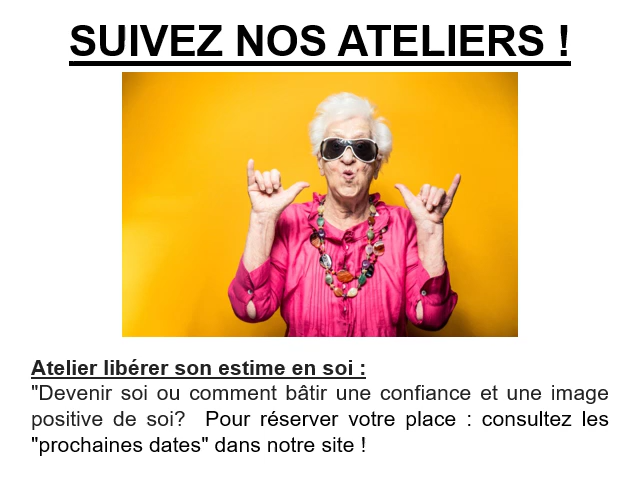 SUIVEZ NOS ATELIERS !
Atelier libérer son estime en soi :
"Devenir soi ou comment bâtir une confiance et une image
positive de soi?  Pour réserver votre place : consultez les
"prochaines dates" dans notre site !